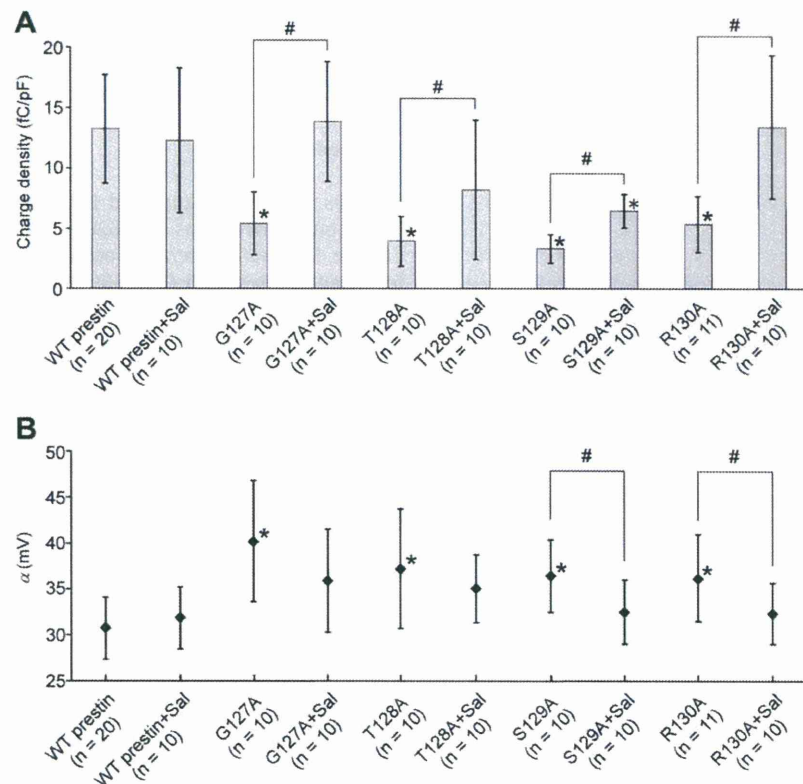 A
# # # #
Charge density (fC/pF)
20
15
10
5
0
* * * * *
WT prestin
(n = 20)
WT prestin+Sal
(n = 10)
G127A
(n = 10)
G127A+Sal
(n = 10)
T128A
(n = 10)
T128A+Sal
(n = 10)
S129A
(n = 10)
S129A+Sal
(n = 10)
R130A
(n = 11)
R130A+Sal
(n = 10)
B
# #
α (mV)
50
45
40
35
30
25
* * * *
WT prestin
(n = 20)
WT prestin+Sal
(n = 10)
G127A
(n = 10)
G127A+Sal
(n = 10)
T128A
(n = 10)
T128A+Sal
(n = 10)
S129A
(n = 10)
S129A+Sal
(n = 10)
R130A
(n = 11)
R130A+Sal
(n = 10)